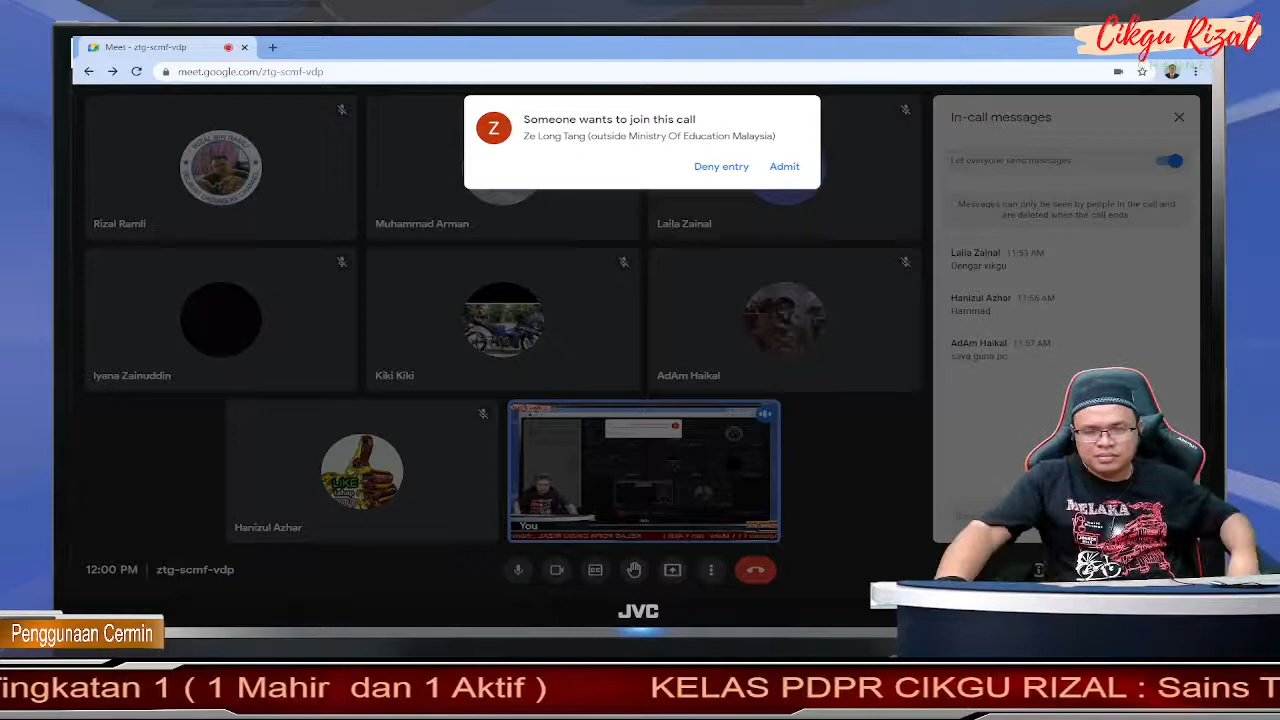 Cikgu Rizal
Meet - ztg-scmf-vdp
meet.google.com/ztg-scmf-vdp
Someone wants to join this call
Z
Ze Long Tang (outside Ministry Of Education Malaysia)
Deny entry
Admit
In-call messages
Let everyone send messages
Messages can only be seen by people in the call and
are deleted when the call ends
Rizal Ramli
Muhammad Arman
Laila Zainal
Laila Zainal 11:53 AM
Dengar xikgu
Hanizul Azhar 11:56 AM
Hammad
AdAm Haikal 11:57 AM
saya guna pc
Iyana Zainuddin
Kiki Kiki
AdAm Haikal
LIKE
Hanizul Azhar
You
MELAKA
12:00 PM
ztg-scmf-vdp
JVC
Penggunaan Cermin
Tingkatan 1 ( 1 Mahir dan 1 Aktif )
KELAS PDPR CIKGU RIZAL : Sains T